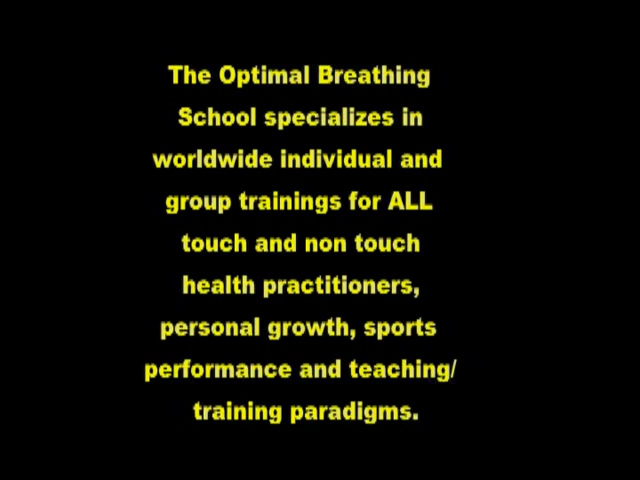 The Optimal Breathing
School specializes in
worldwide individual and
group trainings for ALL
touch and non touch
health practitioners,
personal growth, sports
performance and teaching/
training paradigms.